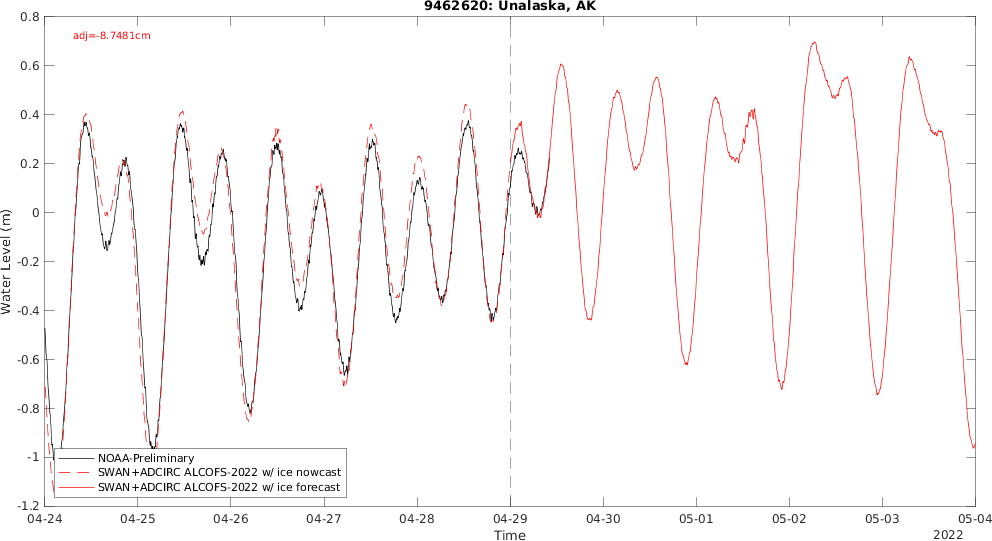 9462620: Unalaska, AK
adj=-8.7481cm
Water Level (m)
0.8
0.6
0.4
0.2
0
-0.2
-0.4
-0.6
-0.8
-1
-1.2
NOAA-Preliminary
SWAN+ADCIRC ALCOFS-2022 w/ ice nowcast
SWAN+ADCIRC ALCOFS-2022 w/ ice forecast
04-24 04-25 04-26 04-27 04-28 04-29 04-30 05-01 05-02 05-03 05-04
Time
2022